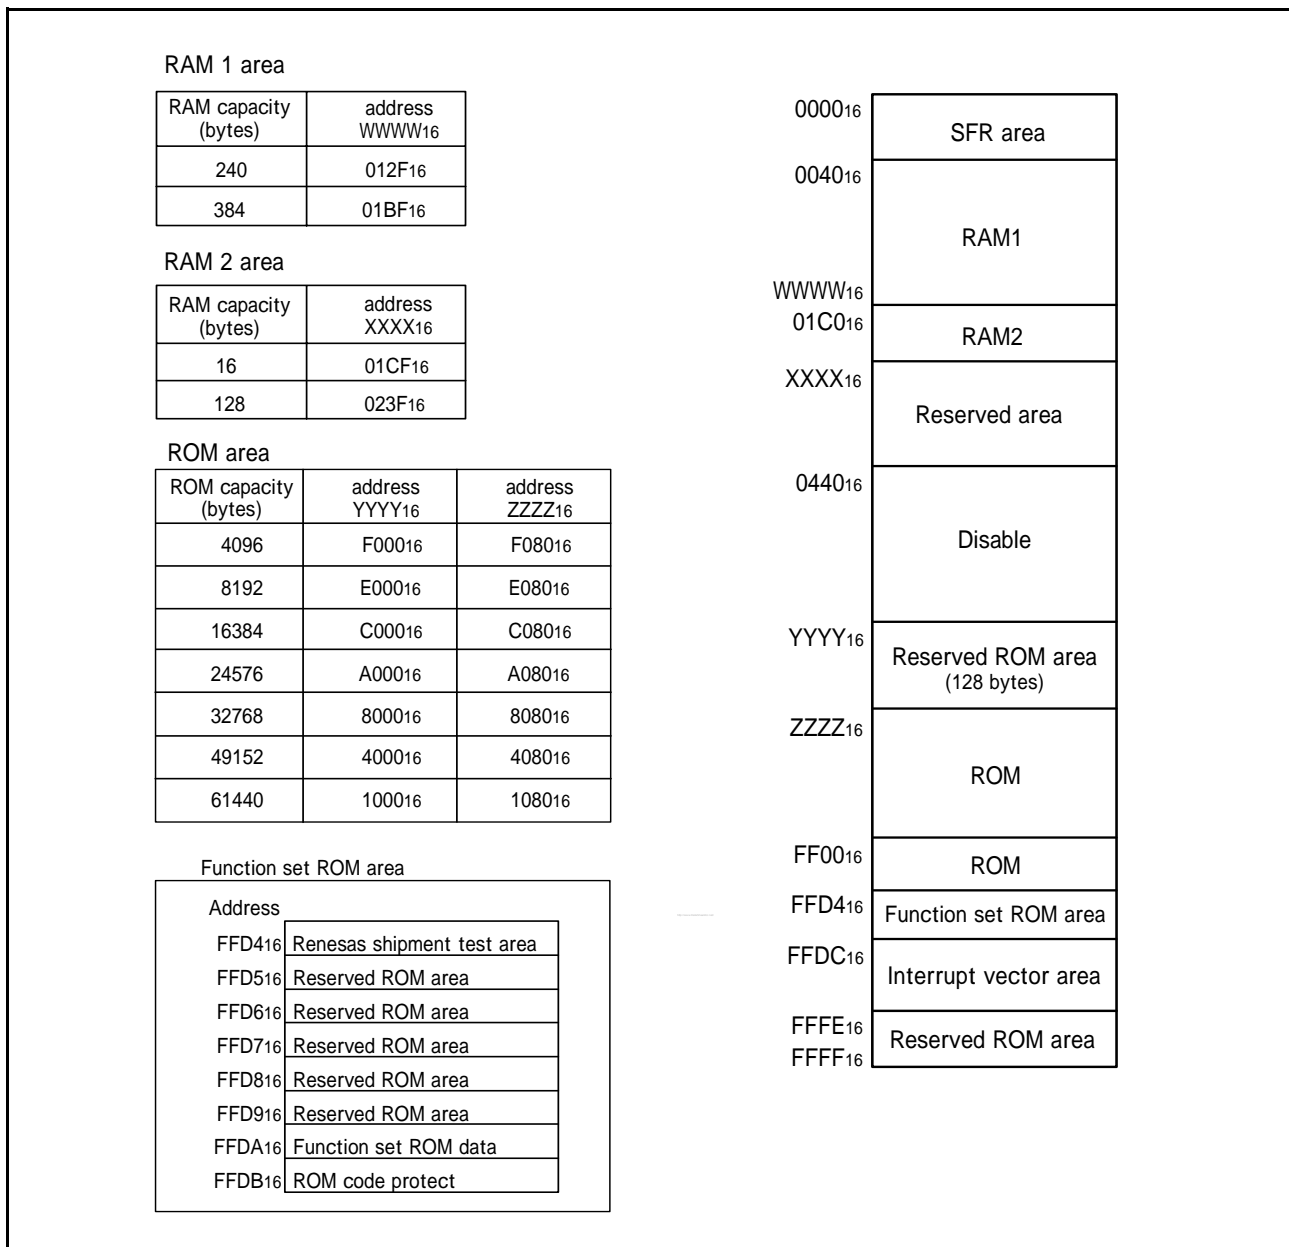 RAM 1 area
RAM capacity (bytes) address WWWW16
240 012F16
384 01BF16
RAM 2 area
RAM capacity (bytes) address XXXX16
16 01CF16
128 023F16
ROM area
ROM capacity (bytes) address YYYY16 address ZZZZ16
4096 F00016 F08016
8192 E00016 E08016
16384 C00016 C08016
24576 A00016 A08016
32768 800016 808016
49152 400016 408016
61440 100016 108016
Function set ROM area
Address
FFD416 Renesas shipment test area
FFD516 Reserved ROM area
FFD616 Reserved ROM area
FFD716 Reserved ROM area
FFD816 Reserved ROM area
FFD916 Reserved ROM area
FFDA16 Function set ROM data
FFDB16 ROM code protect
000016
SFR area
004016
RAM1
WWWW16
01C016
RAM2
XXXX16
Reserved area
044016
Disable
YYYY16
Reserved ROM area
(128 bytes)
ZZZZ16
ROM
FF0016
ROM
FFD416
Function set ROM area
FFDC16
Interrupt vector area
FFFE16
Reserved ROM area
FFFF16